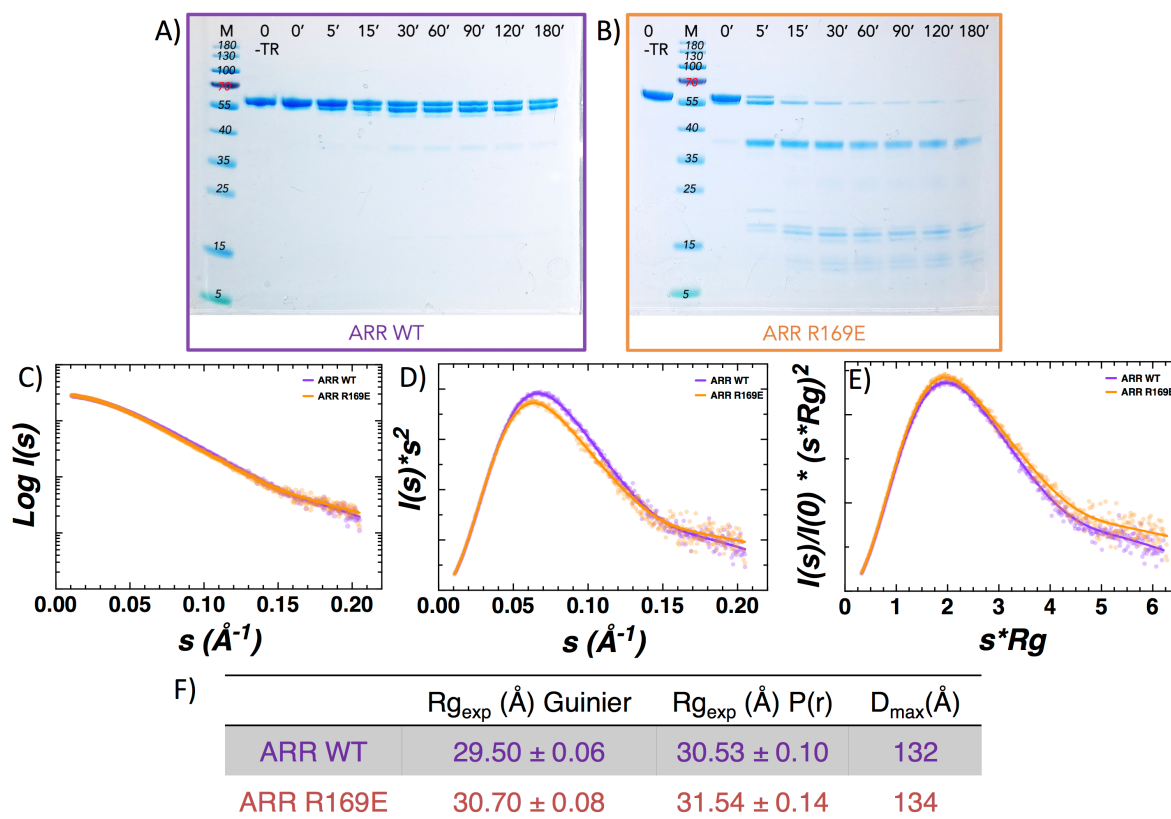 A)
M 0 0′ 5′ 15′ 30′ 60′ 90′ 120′ 180′
-TR
180
130
100
70
55
40
35
25
15
5
ARR WT
B)
0 M 0′ 5′ 15′ 30′ 60′ 90′ 120′ 180′
-TR
180
130
100
70
55
40
35
25
15
5
ARR R169E
C)
ARR WT
ARR R169E
Log I(s)
0.00 0.05 0.10 0.15 0.20
s (Å⁻¹)
D)
ARR WT
ARR R169E
I(s)*s²
0.00 0.05 0.10 0.15 0.20
s (Å⁻¹)
E)
ARR WT
ARR R169E
I(s)/I(0) * (s*Rg)²
0 1 2 3 4 5 6
s*Rg
F)
Rgexp (Å) Guinier Rgexp (Å) P(r) Dmax(Å)
ARR WT 29.50 ± 0.06 30.53 ± 0.10 132
ARR R169E 30.70 ± 0.08 31.54 ± 0.14 134